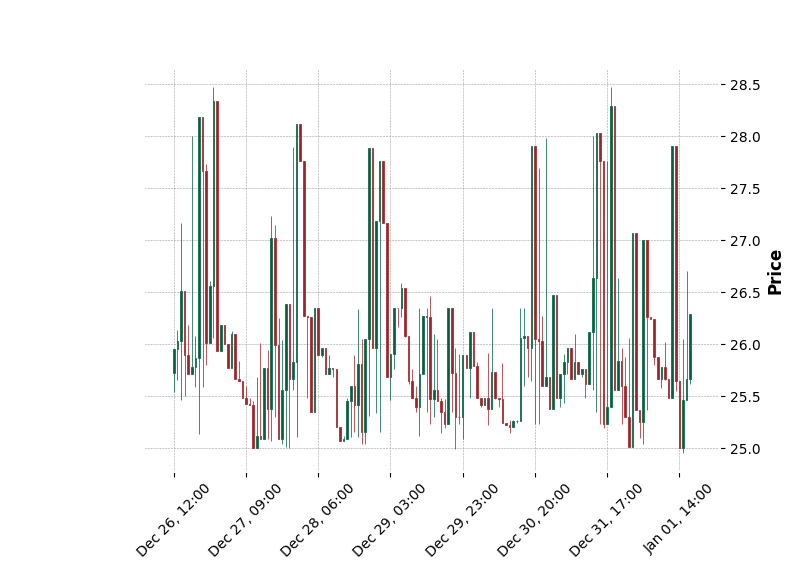 28.5
28.0
27.5
27.0
26.5
26.0
25.5
25.0
Price
Dec 26, 12:00
Dec 27, 09:00
Dec 28, 06:00
Dec 29, 03:00
Dec 29, 23:00
Dec 30, 20:00
Dec 31, 17:00
Jan 01, 14:00